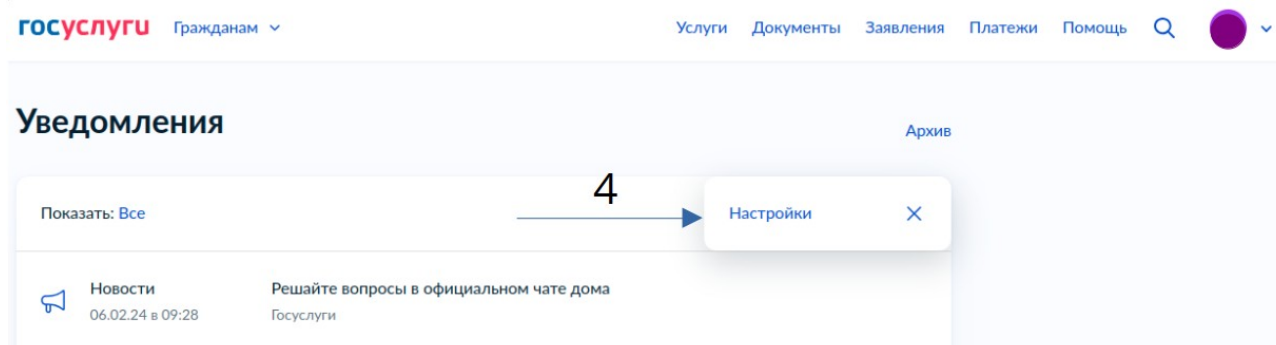 госуслуги Гражданам Услуги Документы Заявления Платежи Помощь
Уведомления
Архив
4
Показать: Все Настройки
Новости Решайте вопросы в официальном чате дома
06.02.24 в 09:28 Госуслуги